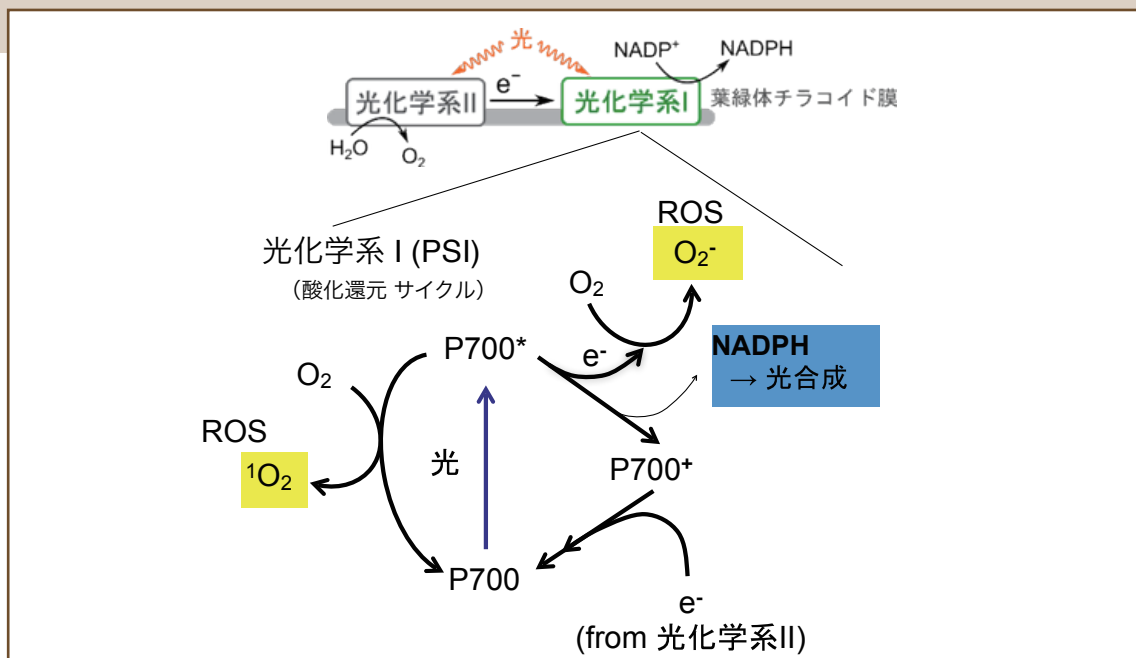 光
NADP⁺
NADPH
光化学系II
e⁻
光化学系I
葉緑体チラコイド膜
H₂O
O₂
ROS
O₂⁻
光化学系 I (PSI)
（酸化還元 サイクル）
O₂
P700*
e⁻
NADPH
→ 光合成
O₂
ROS
¹O₂
光
P700⁺
P700
e⁻
(from 光化学系II)